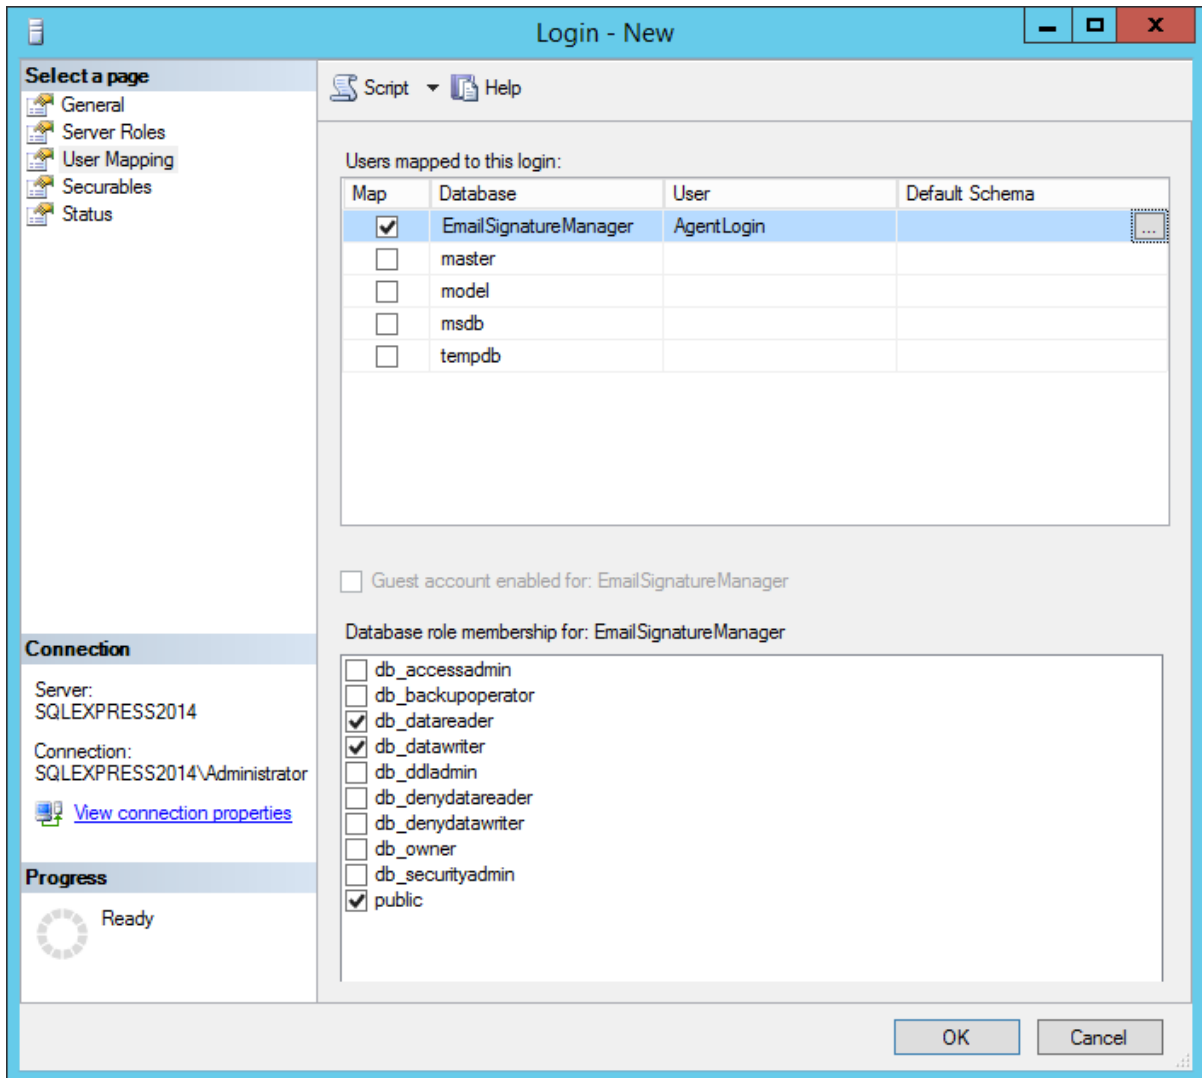 Login - New
Select a page
General
Server Roles
User Mapping
Securables
Status
Script Help
Users mapped to this login:
Map Database User Default Schema
EmailSignatureManager AgentLogin ...
master
model
msdb
tempdb
Guest account enabled for: EmailSignatureManager
Database role membership for: EmailSignatureManager
db_accessadmin
db_backupoperator
db_datareader
db_datawriter
db_ddladmin
db_denydatareader
db_denydatawriter
db_owner
db_securityadmin
public
Connection
Server:
SQLEXPRESS2014
Connection:
SQLEXPRESS2014\Administrator
View connection properties
Progress
Ready
OK Cancel